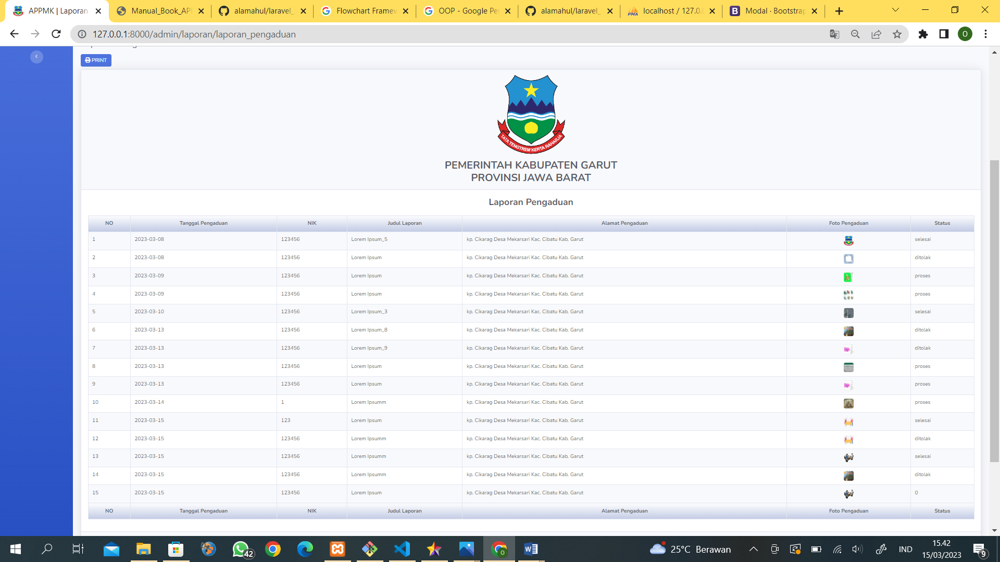 APPMK | Laporan
Manual_Book_AP
alamahul/laravel_
Flowchart Framew
OOP - Google Pe
alamahul/laravel_
localhost / 127.0.0
Modal · Bootstrap
127.0.0.1:8000/admin/laporan/laporan_pengaduan
O
PRINT
TATA TENGTREM KERTA RAHARJA
PEMERINTAH KABUPATEN GARUT
PROVINSI JAWA BARAT
Laporan Pengaduan
NO Tanggal Pengaduan NIK Judul Laporan Alamat Pengaduan Foto Pengaduan Status
1 2023-03-08 123456 Lorem Ipsum_5 kp. Cikarag Desa Mekarsari Kac. Cibatu Kab. Garut selesai
2 2023-03-08 123456 Lorem Ipsum kp. Cikarag Desa Mekarsari Kac. Cibatu Kab. Garut ditolak
3 2023-03-09 123456 Lorem Ipsum kp. Cikarag Desa Mekarsari Kac. Cibatu Kab. Garut proses
4 2023-03-09 123456 Lorem Ipsum kp. Cikarag Desa Mekarsari Kac. Cibatu Kab. Garut proses
5 2023-03-10 123456 Lorem Ipsum_3 kp. Cikarag Desa Mekarsari Kac. Cibatu Kab. Garut selesai
6 2023-03-13 123456 Lorem Ipsum_8 kp. Cikarag Desa Mekarsari Kac. Cibatu Kab. Garut ditolak
7 2023-03-13 123456 Lorem Ipsum_9 kp. Cikarag Desa Mekarsari Kac. Cibatu Kab. Garut ditolak
8 2023-03-13 123456 Lorem Ipsum kp. Cikarag Desa Mekarsari Kac. Cibatu Kab. Garut proses
9 2023-03-13 123456 Lorem Ipsum kp. Cikarag Desa Mekarsari Kac. Cibatu Kab. Garut proses
10 2023-03-14 1 Lorem Ipsumm kp. Cikarag Desa Mekarsari Kac. Cibatu Kab. Garut proses
11 2023-03-15 123 Lorem Ipsum kp. Cikarag Desa Mekarsari Kac. Cibatu Kab. Garut selesai
12 2023-03-15 123456 Lorem Ipsumm kp. Cikarag Desa Mekarsari Kac. Cibatu Kab. Garut ditolak
13 2023-03-15 123456 Lorem Ipsumm kp. Cikarag Desa Mekarsari Kac. Cibatu Kab. Garut selesai
14 2023-03-15 123456 Lorem Ipsumm kp. Cikarag Desa Mekarsari Kac. Cibatu Kab. Garut ditolak
15 2023-03-15 123456 Lorem Ipsum kp. Cikarag Desa Mekarsari Kac. Cibatu Kab. Garut 0
NO Tanggal Pengaduan NIK Judul Laporan Alamat Pengaduan Foto Pengaduan Status
42
25°C Berawan
IND
15.42
15/03/2023
9